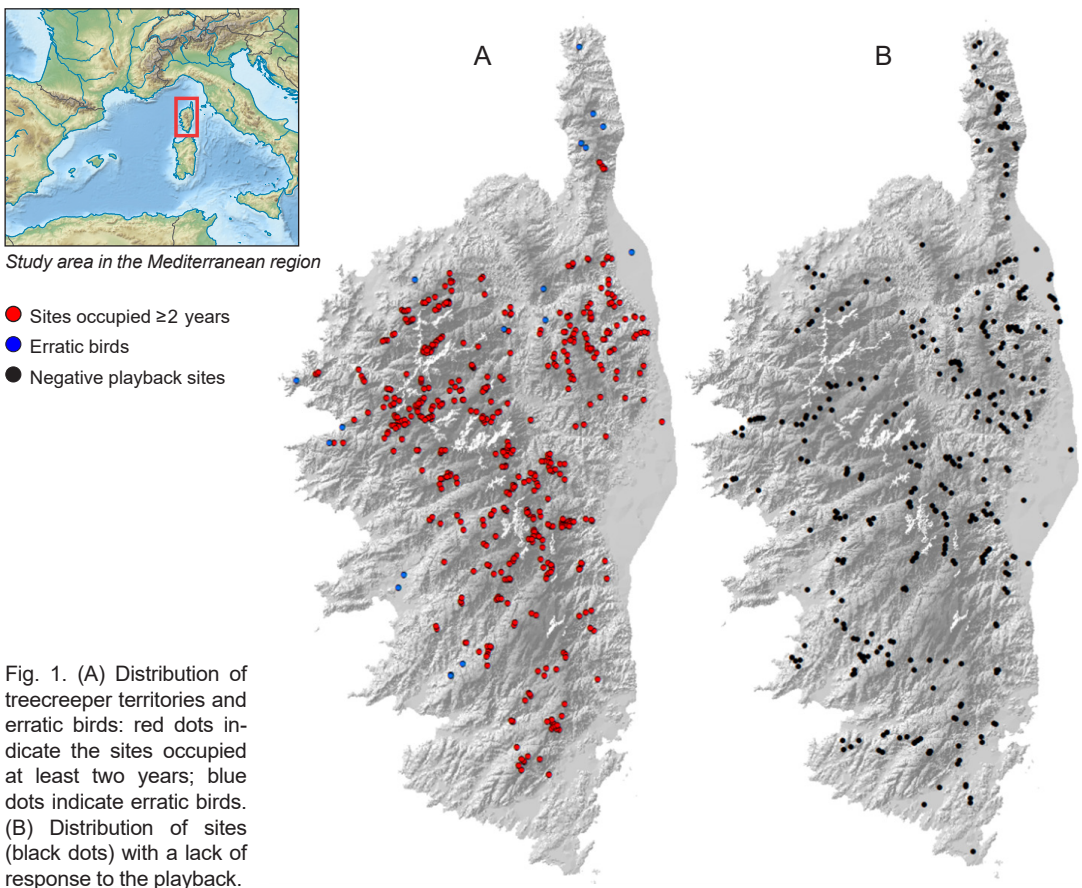 A
B
Study area in the Mediterranean region
Sites occupied ≥2 years
Erratic birds
Negative playback sites
Fig. 1. (A) Distribution of
treecreeper territories and
erratic birds: red dots in-
dicate the sites occupied
at least two years; blue
dots indicate erratic birds.
(B) Distribution of sites
(black dots) with a lack of
response to the playback.